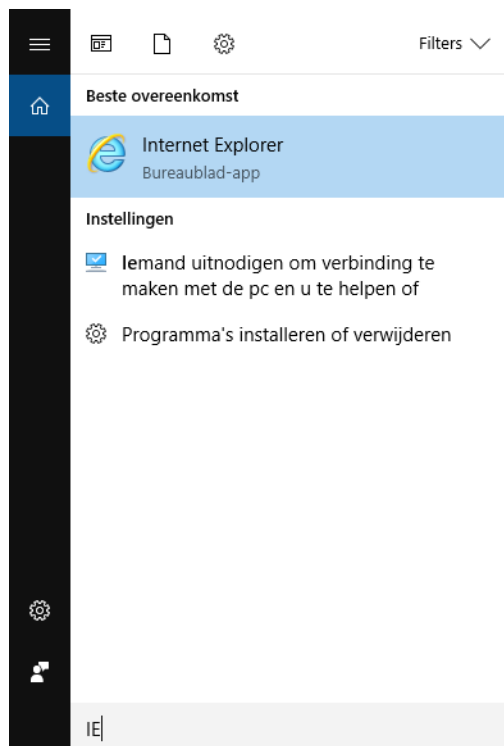 Filters
Beste overeenkomst
Internet Explorer
Bureaublad-app
Instellingen
Iemand uitnodigen om verbinding te
maken met de pc en u te helpen of
Programma's installeren of verwijderen
IE